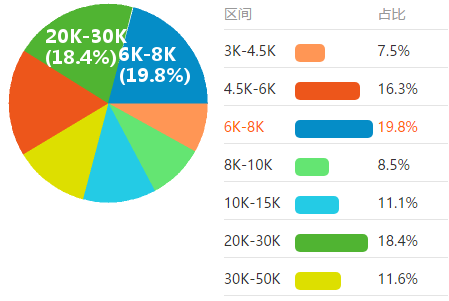 20K-30K
(18.4%)
6K-8K
(19.8%)
区间 占比
3K-4.5K 7.5%
4.5K-6K 16.3%
6K-8K 19.8%
8K-10K 8.5%
10K-15K 11.1%
20K-30K 18.4%
30K-50K 11.6%